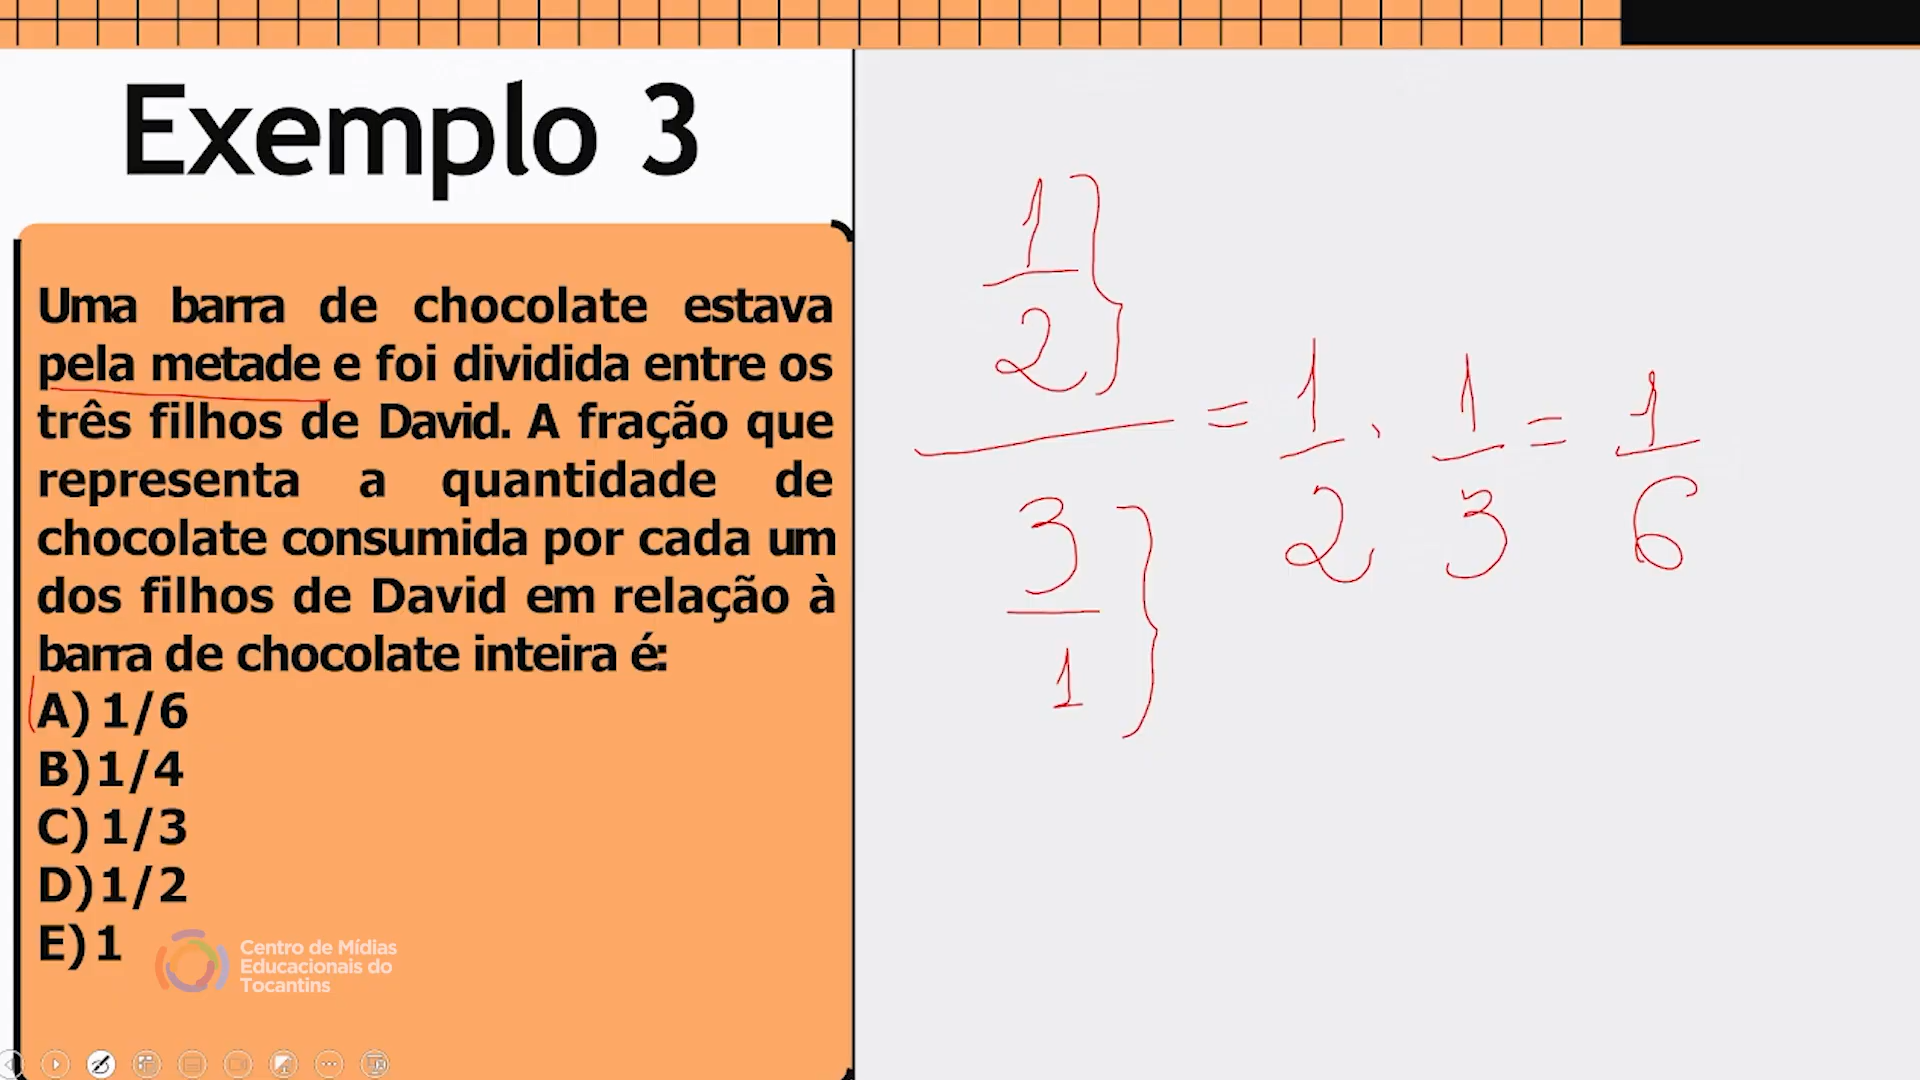 Exemplo 3
Uma barra de chocolate estava
pela metade e foi dividida entre os
três filhos de David. A fração que
representa a quantidade de
chocolate consumida por cada um
dos filhos de David em relação à
barra de chocolate inteira é:
A) 1/6
B) 1/4
C) 1/3
D) 1/2
E) 1
Centro de Mídias
Educacionais do
Tocantins
1
2
3
1
= 1/2 . 1/3 = 1/6